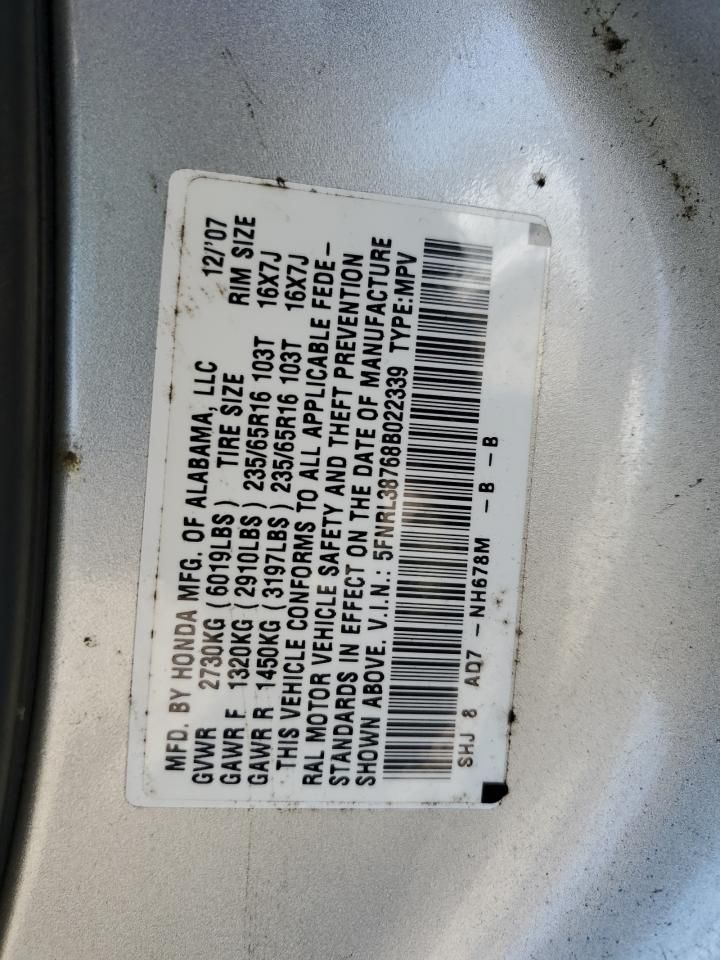 MFD. BY HONDA MFG. OF ALABAMA, LLC 12/'07
GVWR 2730KG ( 6019LBS ) TIRE SIZE RIM SIZE
GAWR F 1320KG ( 2910LBS ) 235/65R16 103T 16X7J
GAWR R 1450KG ( 3197LBS ) 235/65R16 103T 16X7J
THIS VEHICLE CONFORMS TO ALL APPLICABLE FEDE -
RAL MOTOR VEHICLE SAFETY AND THEFT PREVENTION
STANDARDS IN EFFECT ON THE DATE OF MANUFACTURE
SHOWN ABOVE. V.I.N.: 5FNRL38768B022339 TYPE:MPV
SHJ 8 AD7 - NH678M - B - B